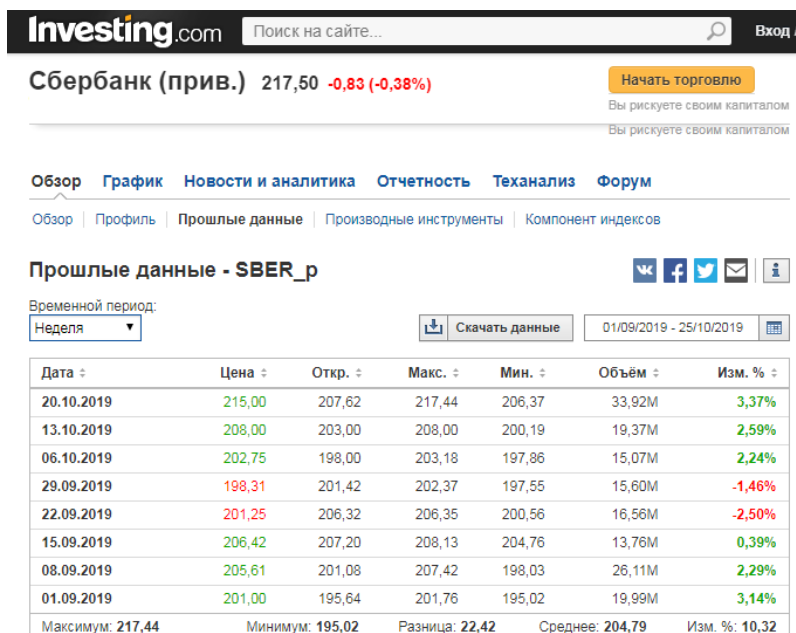 Investing.com Поиск на сайте... Вход /
Сбербанк (прив.) 217,50 -0,83 (-0,38%) Начать торговлю
Вы рискуете своим капиталом
Вы рискуете своим капиталом
Обзор График Новости и аналитика Отчетность Теханализ Форум
Обзор Профиль Прошлые данные Производные инструменты Компонент индексов
Прошлые данные - SBER_p
Временной период:
Неделя Скачать данные 01/09/2019 - 25/10/2019
Дата Цена Откр. Макс. Мин. Объём Изм. %
20.10.2019 215,00 207,62 217,44 206,37 33,92M 3,37%
13.10.2019 208,00 203,00 208,00 200,19 19,37M 2,59%
06.10.2019 202,75 198,00 203,18 197,86 15,07M 2,24%
29.09.2019 198,31 201,42 202,37 197,55 15,60M -1,46%
22.09.2019 201,25 206,32 206,35 200,56 16,56M -2,50%
15.09.2019 206,42 207,20 208,13 204,76 13,76M 0,39%
08.09.2019 205,61 201,08 207,42 198,03 26,11M 2,29%
01.09.2019 201,00 195,64 201,76 195,02 19,99M 3,14%
Максимум: 217,44 Минимум: 195,02 Разница: 22,42 Среднее: 204,79 Изм. %: 10,32